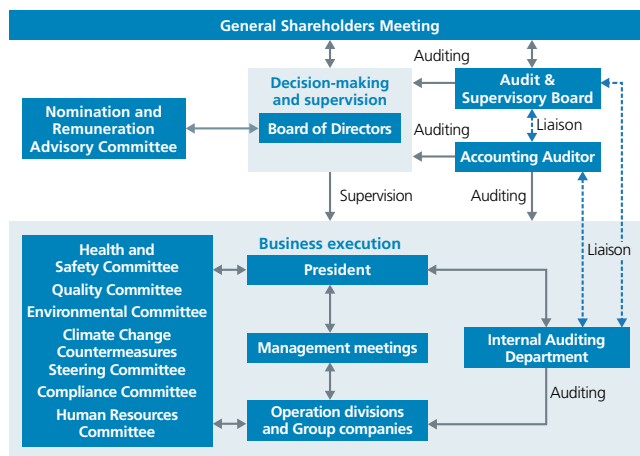 General Shareholders Meeting
Auditing
Decision-making
and supervision
Audit &
Supervisory Board
Nomination and
Remuneration
Advisory Committee
Board of Directors
Auditing
Liaison
Accounting Auditor
Supervision
Auditing
Business execution
Health and
Safety Committee
Quality Committee
Environmental Committee
Climate Change
Countermeasures
Steering Committee
Compliance Committee
Human Resources
Committee
President
Liaison
Management meetings
Internal Auditing
Department
Auditing
Operation divisions
and Group companies